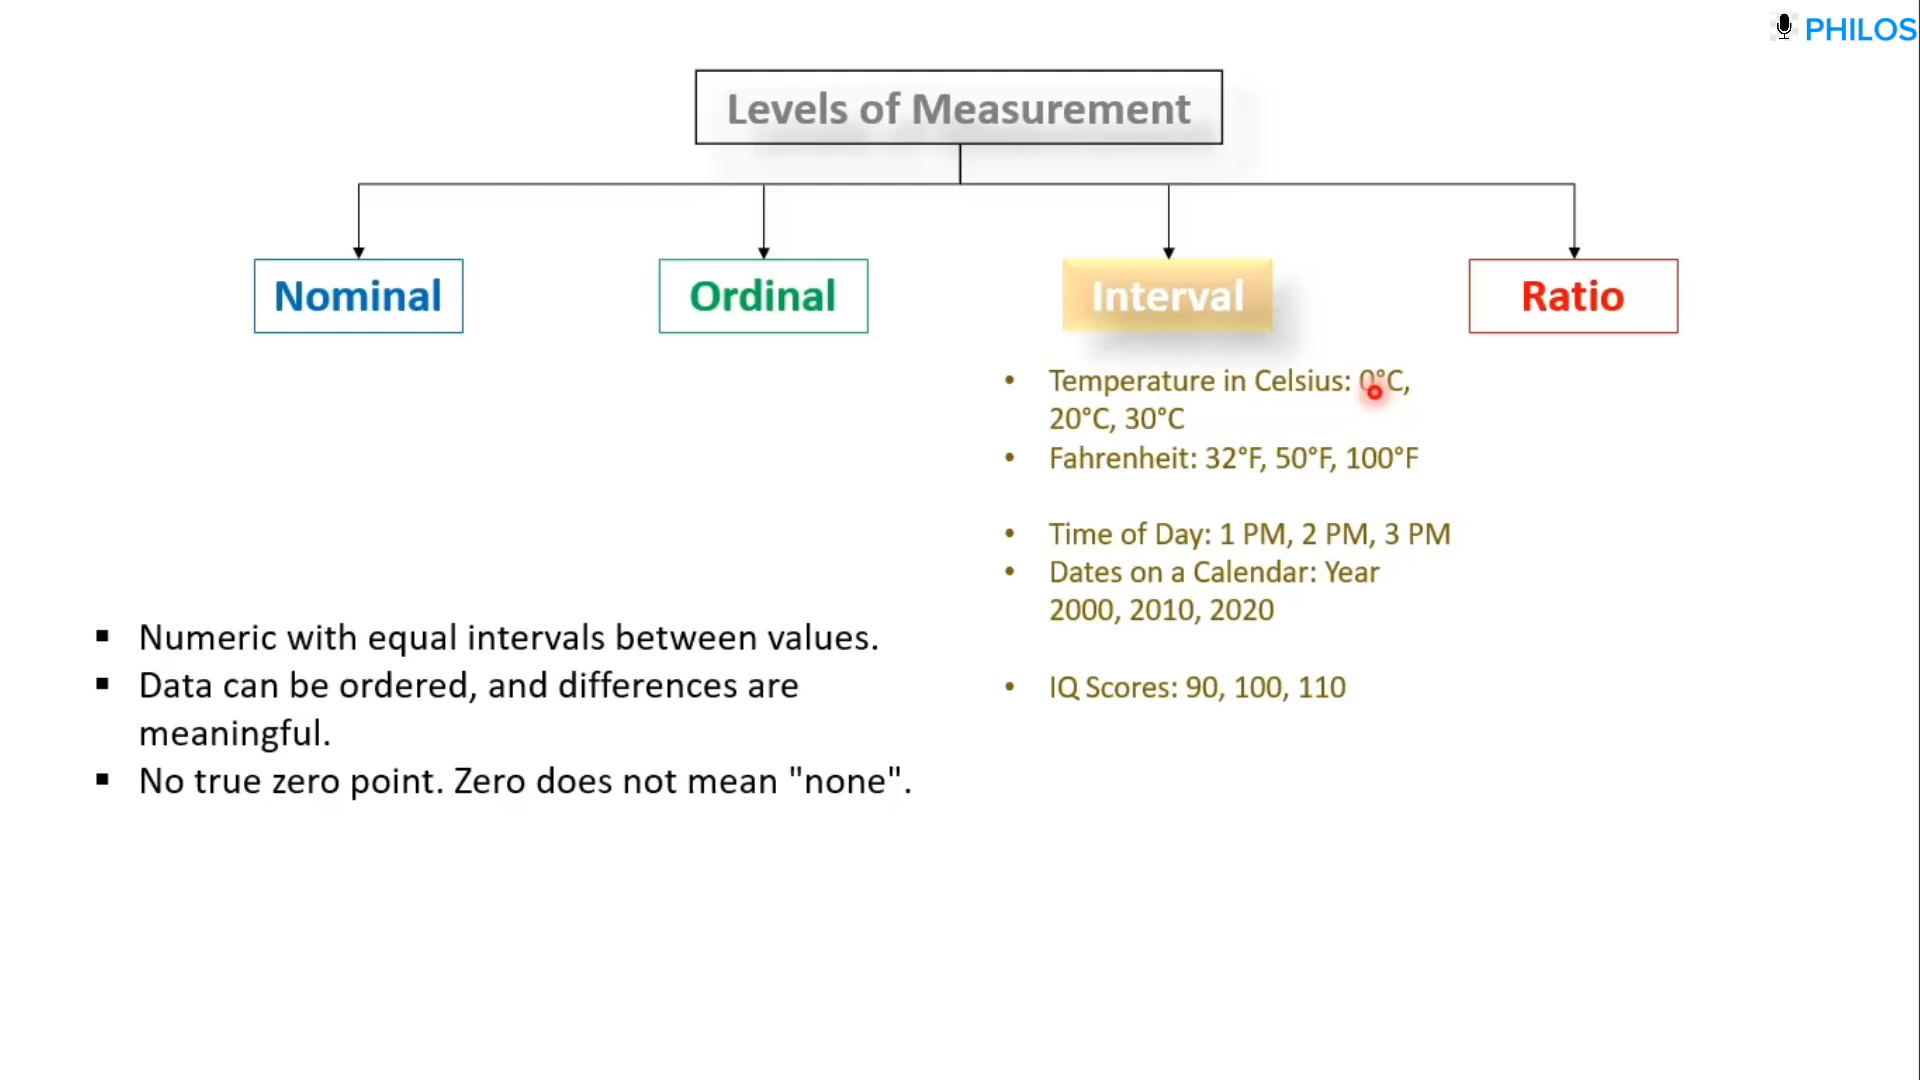 PHILOS
Levels of Measurement
Nominal
Ordinal
Interval
Ratio
• Temperature in Celsius: 0°C,
20°C, 30°C
• Fahrenheit: 32°F, 50°F, 100°F
• Time of Day: 1 PM, 2 PM, 3 PM
• Dates on a Calendar: Year
2000, 2010, 2020
• IQ Scores: 90, 100, 110
▪ Numeric with equal intervals between values.
▪ Data can be ordered, and differences are
meaningful.
▪ No true zero point. Zero does not mean "none".